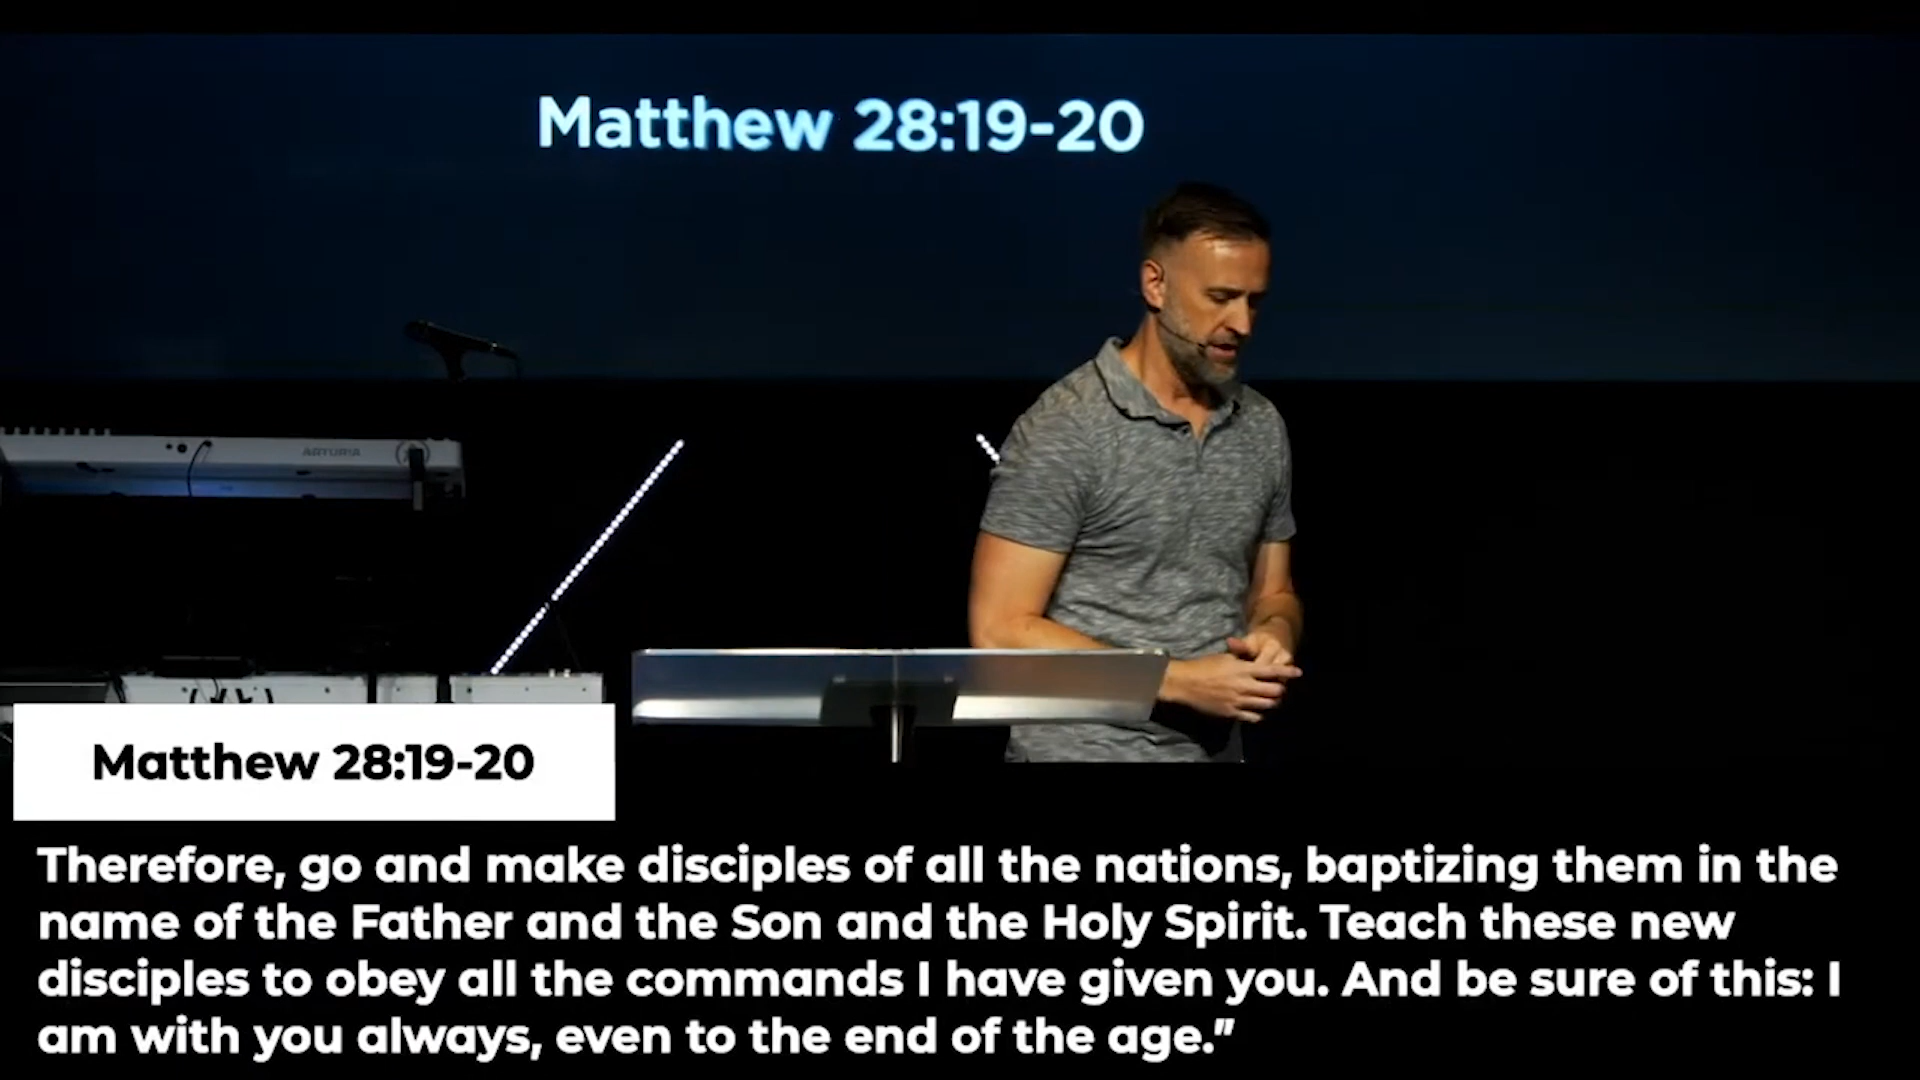 Matthew 28:19-20
ARTURIA
Matthew 28:19-20
Therefore, go and make disciples of all the nations, baptizing them in the
name of the Father and the Son and the Holy Spirit. Teach these new
disciples to obey all the commands I have given you. And be sure of this: I
am with you always, even to the end of the age.”